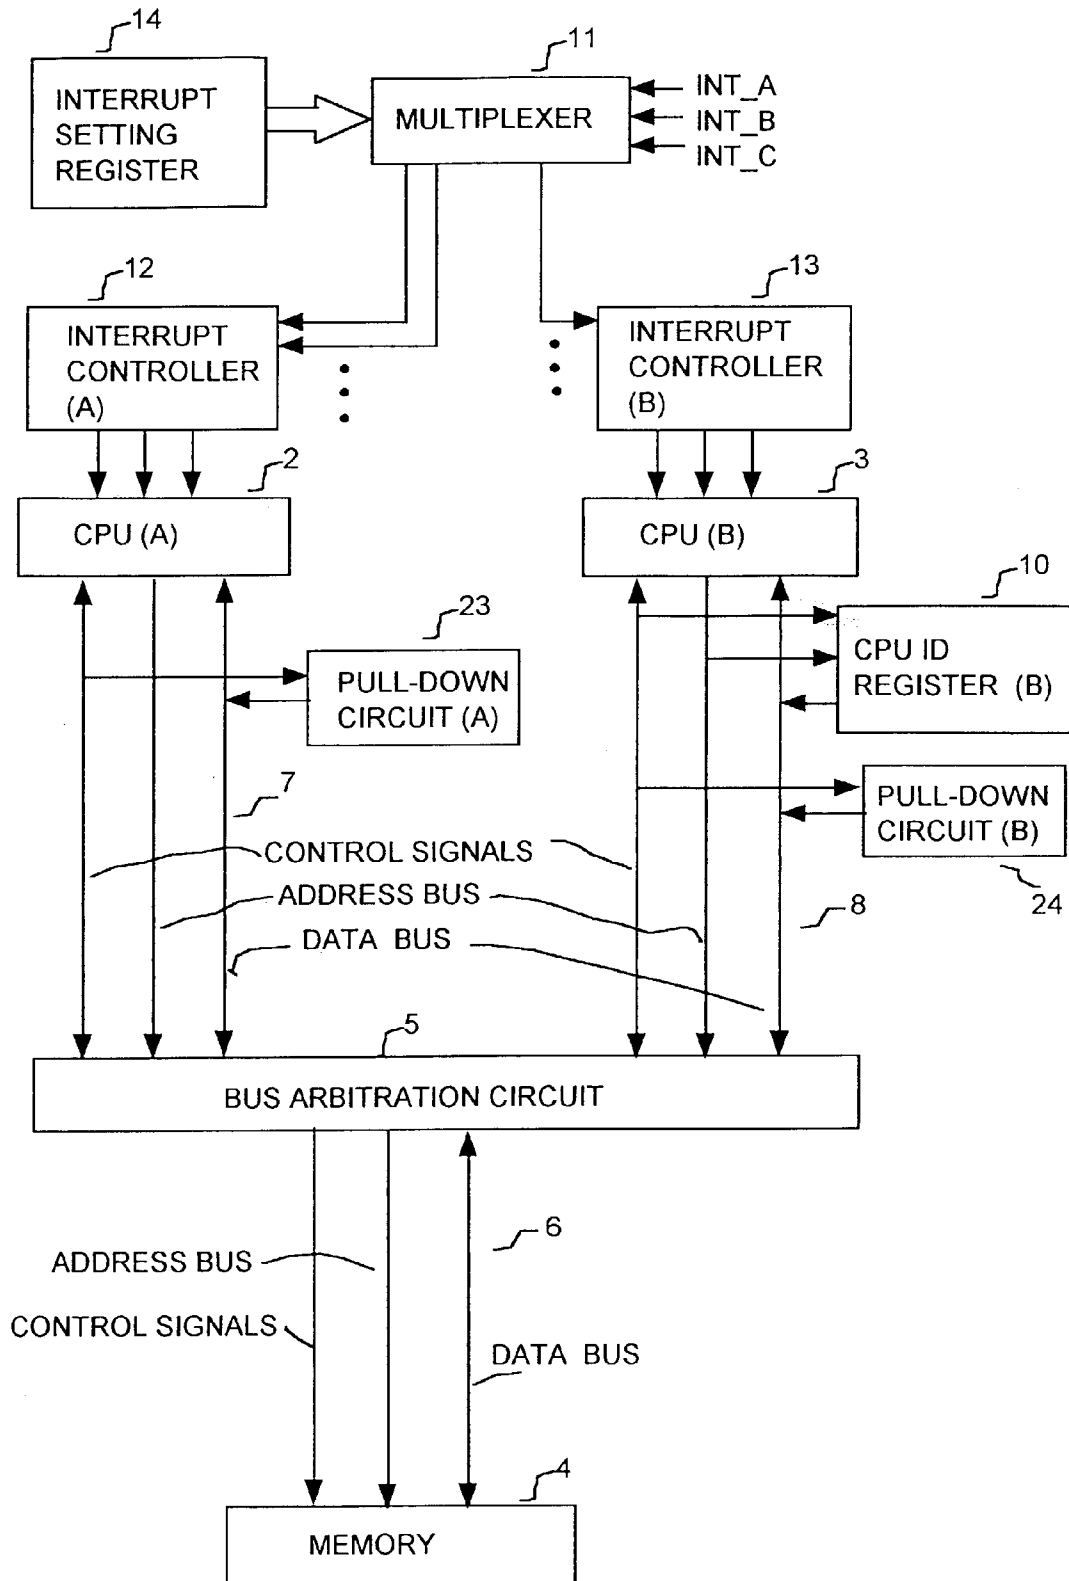 14
INTERRUPT
SETTING
REGISTER
11
MULTIPLEXER
INT_A
INT_B
INT_C
12
INTERRUPT
CONTROLLER
(A)
13
INTERRUPT
CONTROLLER
(B)
2
CPU (A)
3
CPU (B)
23
PULL-DOWN
CIRCUIT (A)
10
CPU ID
REGISTER (B)
7
PULL-DOWN
CIRCUIT (B)
24
8
CONTROL SIGNALS
ADDRESS BUS
DATA BUS
5
BUS ARBITRATION CIRCUIT
6
ADDRESS BUS
CONTROL SIGNALS
DATA BUS
4
MEMORY